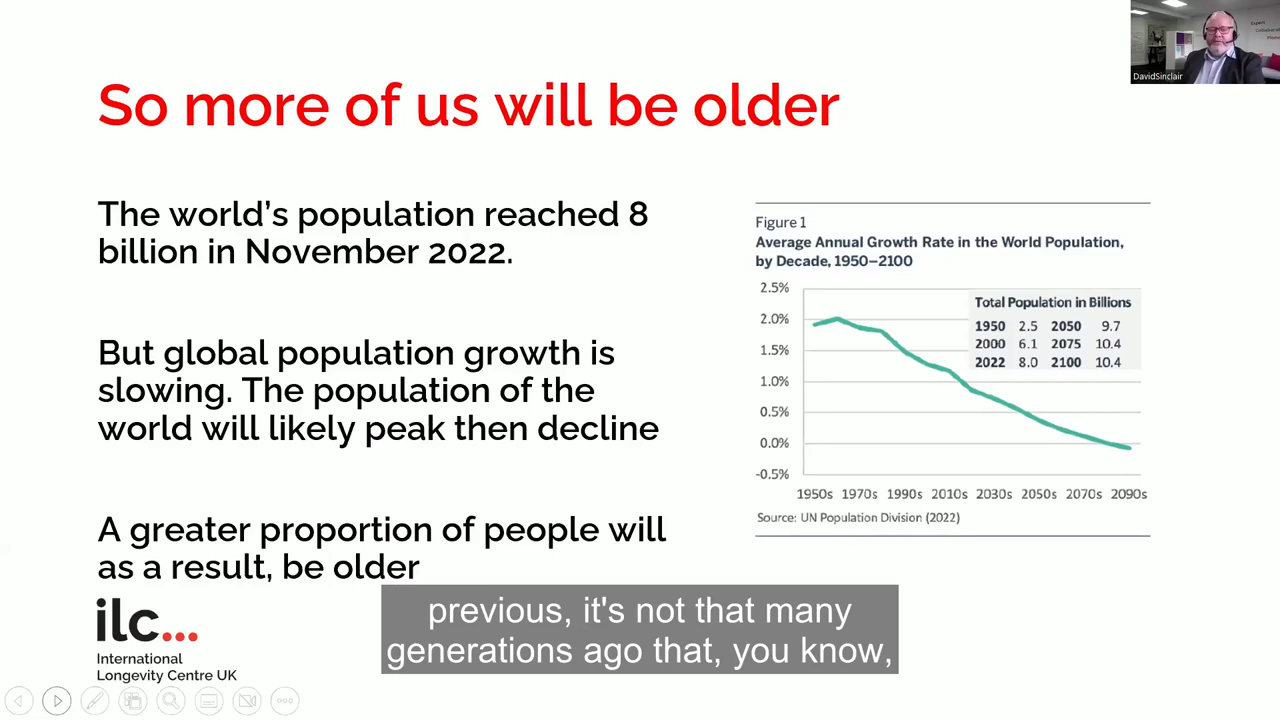 So more of us will be older
The world’s population reached 8
billion in November 2022.
But global population growth is
slowing. The population of the
world will likely peak then decline
A greater proportion of people will
as a result, be older
ilc...
International
Longevity Centre UK
Figure 1
Average Annual Growth Rate in the World Population,
by Decade, 1950–2100
2.5%
2.0%
1.5%
1.0%
0.5%
0.0%
-0.5%
Total Population in Billions
1950 2.5 2050 9.7
2000 6.1 2075 10.4
2022 8.0 2100 10.4
1950s 1970s 1990s 2010s 2030s 2050s 2070s 2090s
Source: UN Population Division (2022)
DavidSinclair
Expert
previous, it's not that many
generations ago that, you know,